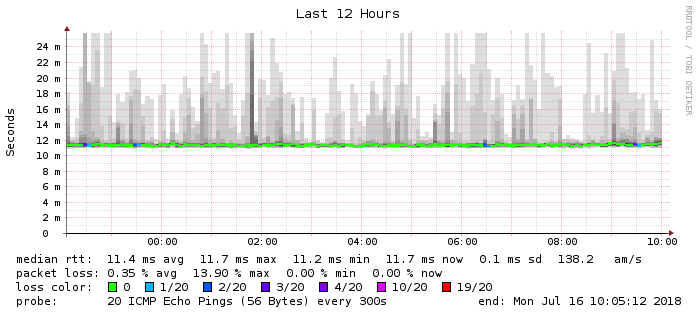 Last 12 Hours
RRDTOOL / TOBI OETIKER
Seconds
24 m
22 m
20 m
18 m
16 m
14 m
12 m
10 m
8 m
6 m
4 m
2 m
0
00:00 02:00 04:00 06:00 08:00 10:00
median rtt: 11.4 ms avg 11.7 ms max 11.2 ms min 11.7 ms now 0.1 ms sd 138.2 am/s
packet loss: 0.35 % avg 13.90 % max 0.00 % min 0.00 % now
loss color: 0 1/20 2/20 3/20 4/20 10/20 19/20
probe: 20 ICMP Echo Pings (56 Bytes) every 300s end: Mon Jul 16 10:05:12 2018